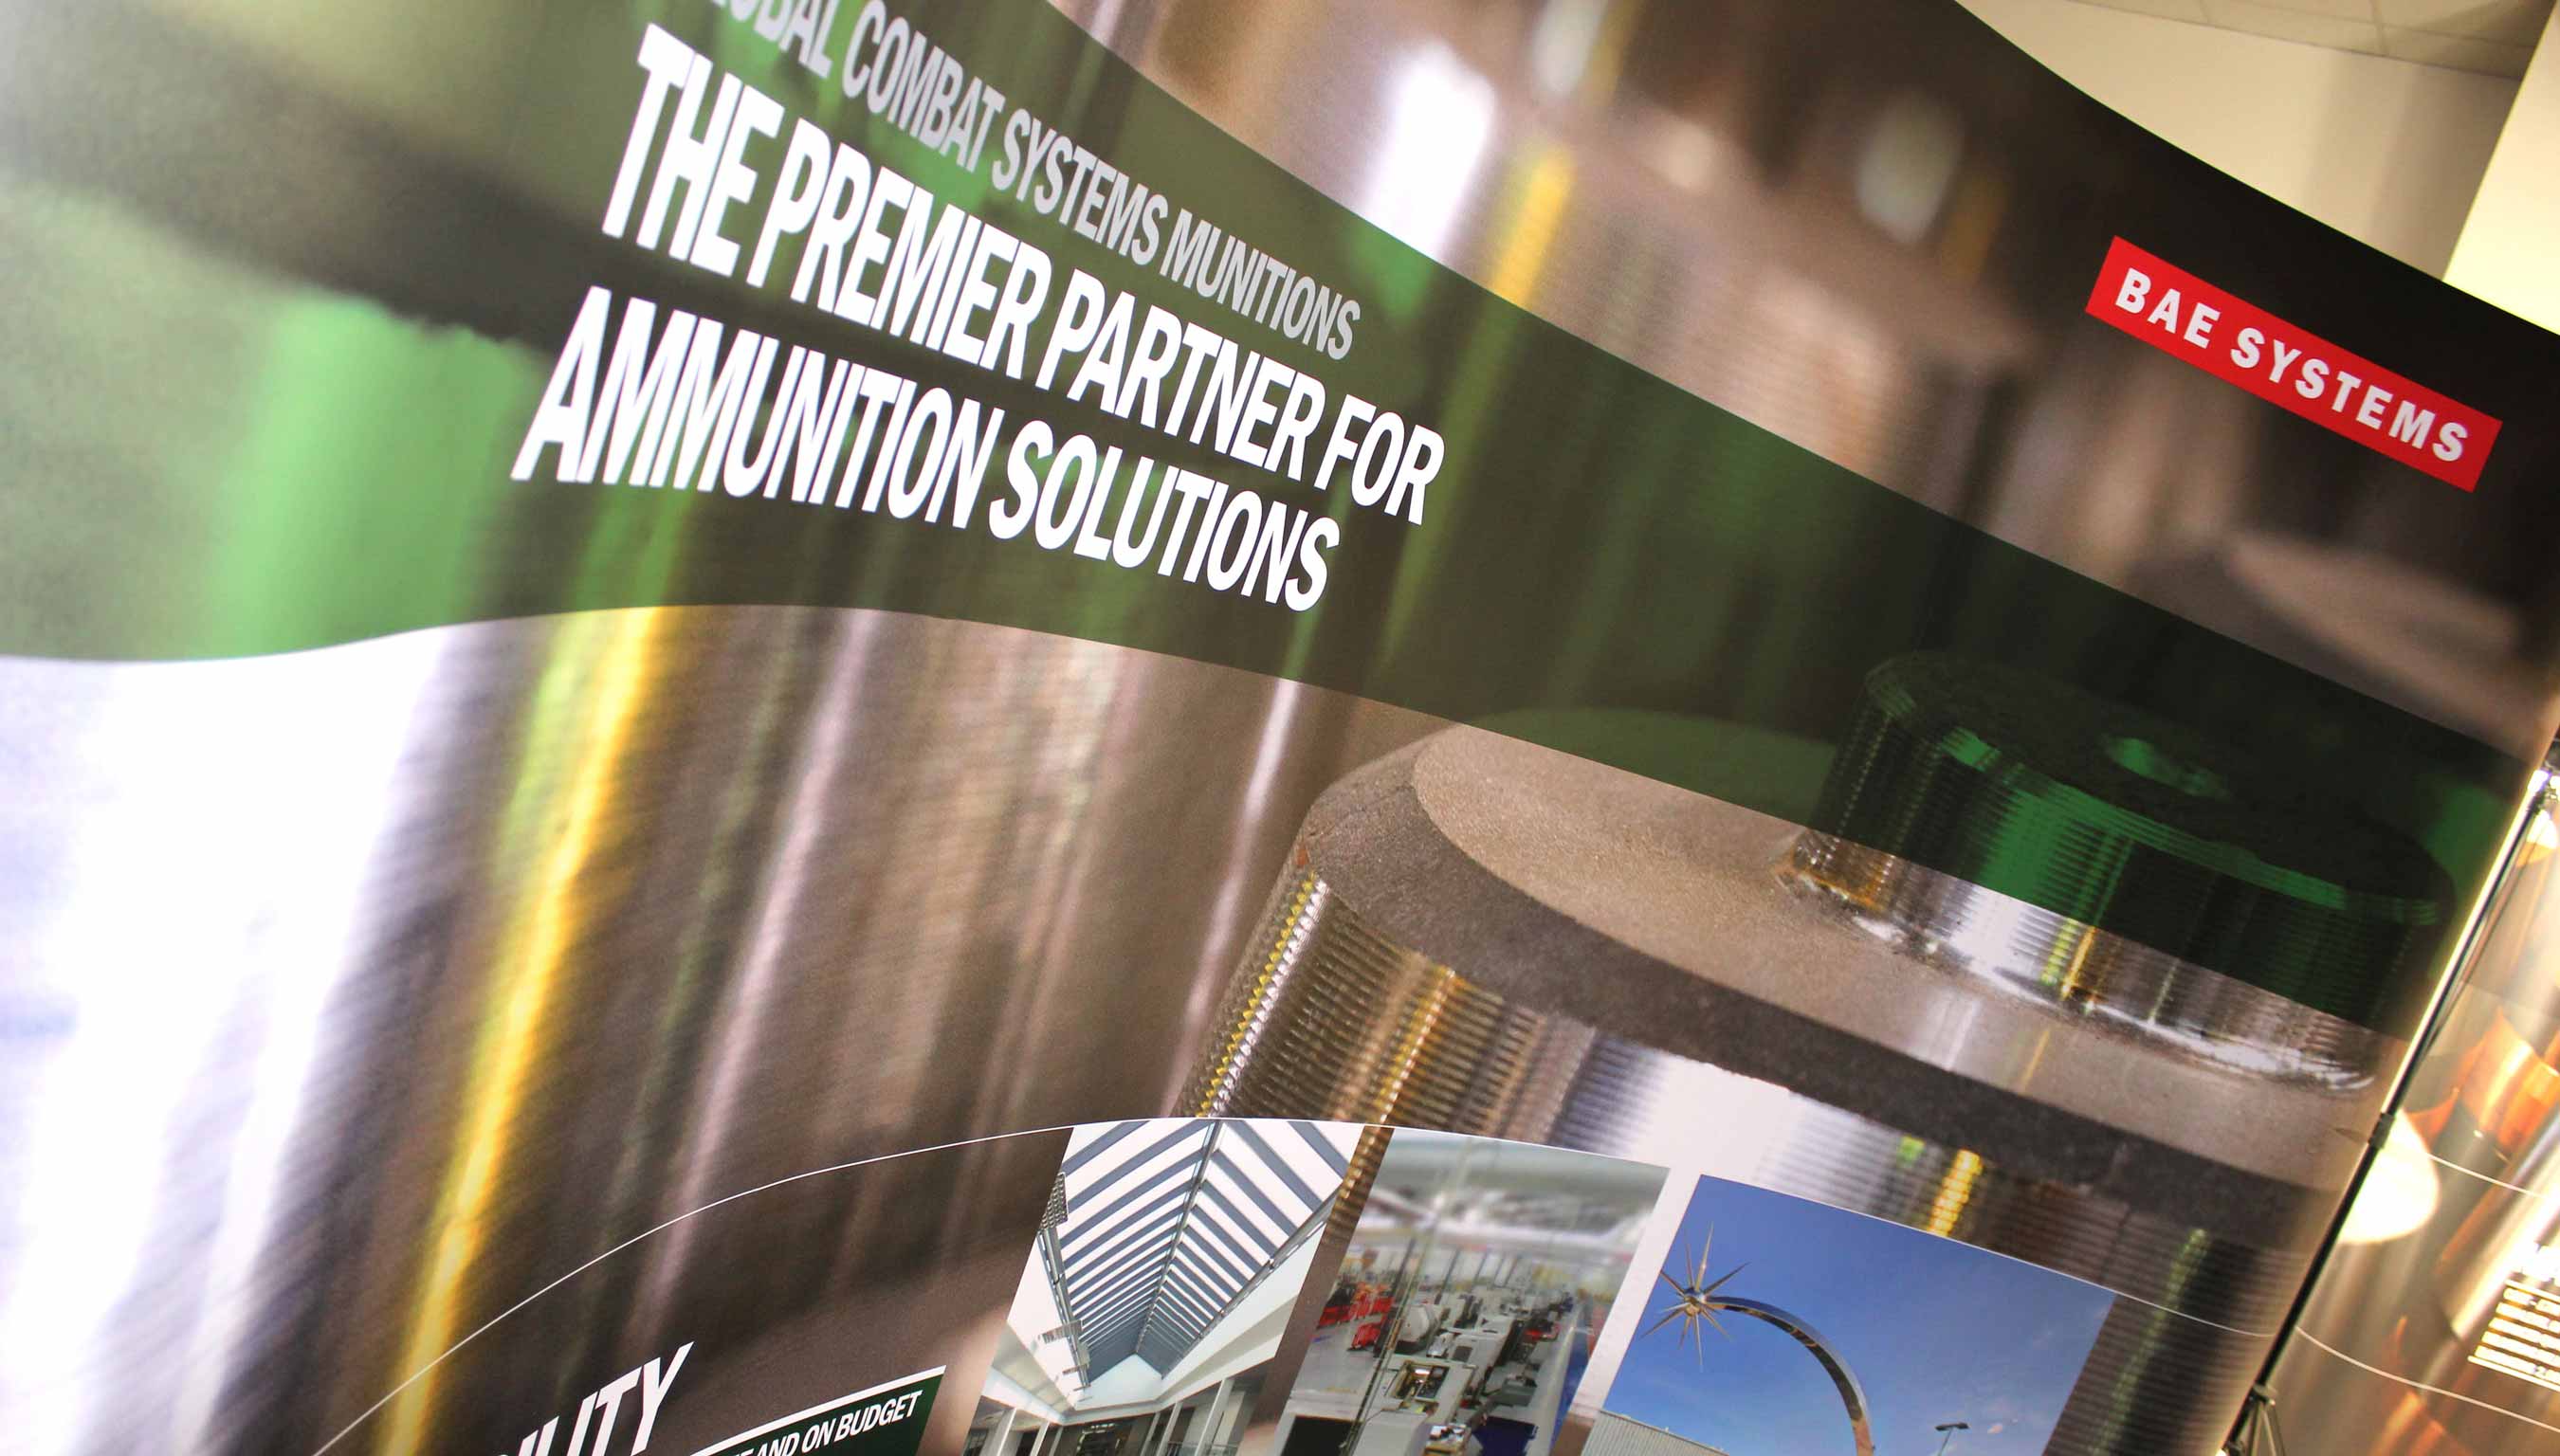 COMBAT SYSTEMS MUNITIONS
THE PREMIER PARTNER FOR
AMMUNITION SOLUTIONS
BAE SYSTEMS
AND ON BUDGET